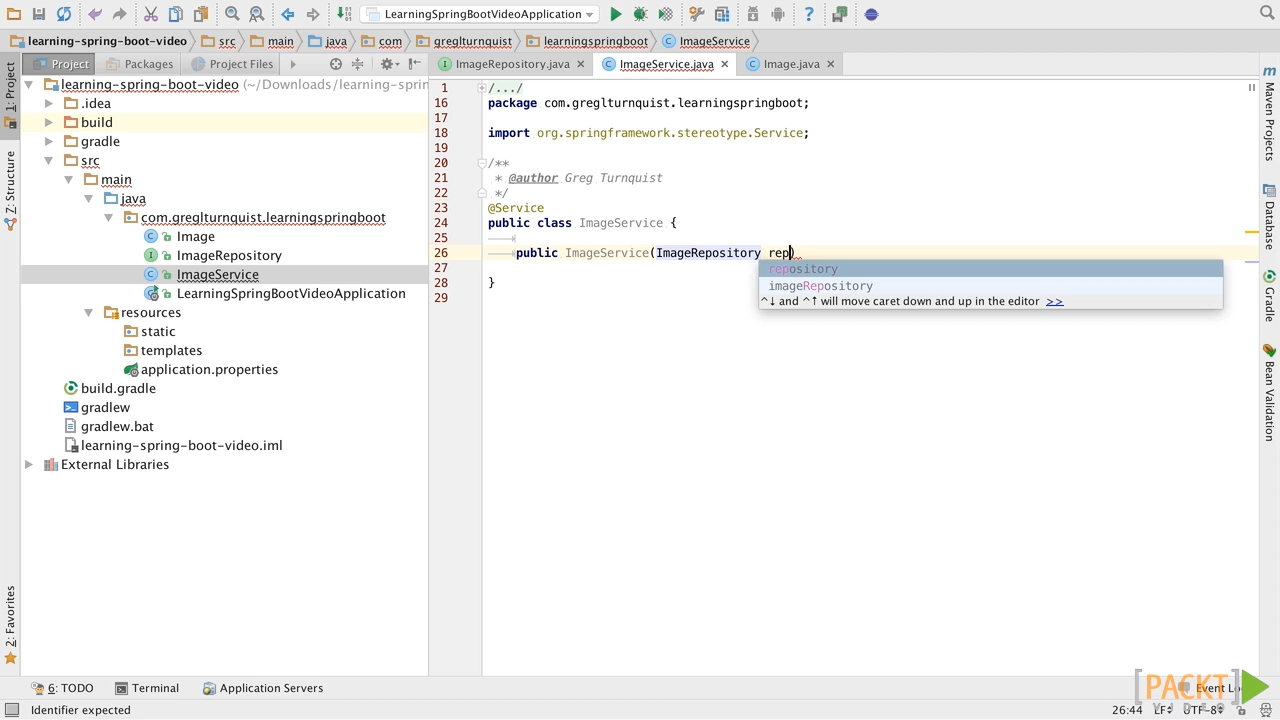 LearningSpringBootVideoApplication
learning-spring-boot-video src main java com greglturnquist learningspringboot ImageService
Project Packages Project Files
ImageRepository.java ImageService.java Image.java
1: Project
Z: Structure
2: Favorites
learning-spring-boot-video (~/Downloads/learning-sprin
.idea
build
gradle
src
main
java
com.greglturnquist.learningspringboot
Image
ImageRepository
ImageService
LearningSpringBootVideoApplication
resources
static
templates
application.properties
build.gradle
gradlew
gradlew.bat
learning-spring-boot-video.iml
External Libraries
1 /.../
16 package com.greglturnquist.learningspringboot;
17
18 import org.springframework.stereotype.Service;
19
20 /**
21 * @author Greg Turnquist
22 */
23 @Service
24 public class ImageService {
25
26 public ImageService(ImageRepository rep)
27
28 }
29
repository
imageRepository
^↓ and ^↑ will move caret down and up in the editor >>
Maven Projects
Database
Gradle
Bean Validation
6: TODO Terminal Application Servers Event Lo
Identifier expected 26:44 LF÷ UTF-8÷
[PACKT]
VIDEO